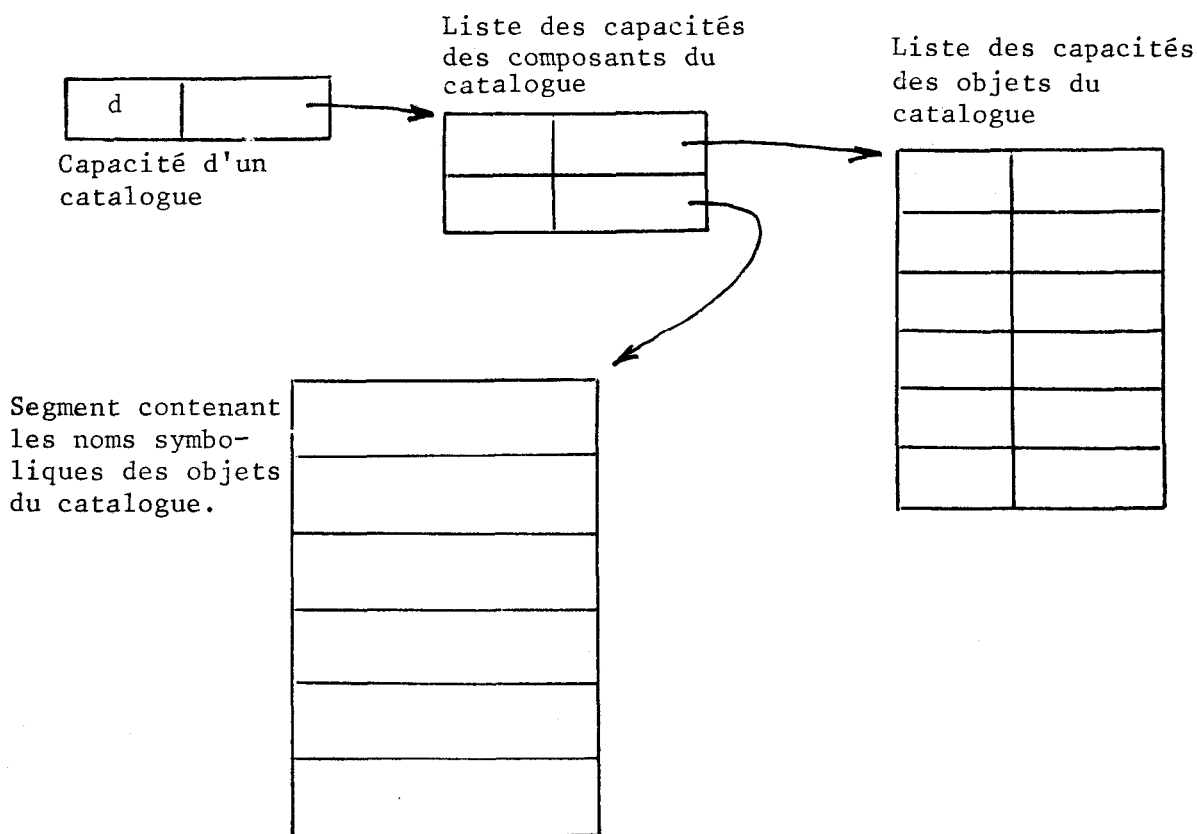 Liste des capacités
des composants du
catalogue
Liste des capacités
des objets du
catalogue
d
Capacité d'un
catalogue
Segment contenant
les noms symbo-
liques des objets
du catalogue.